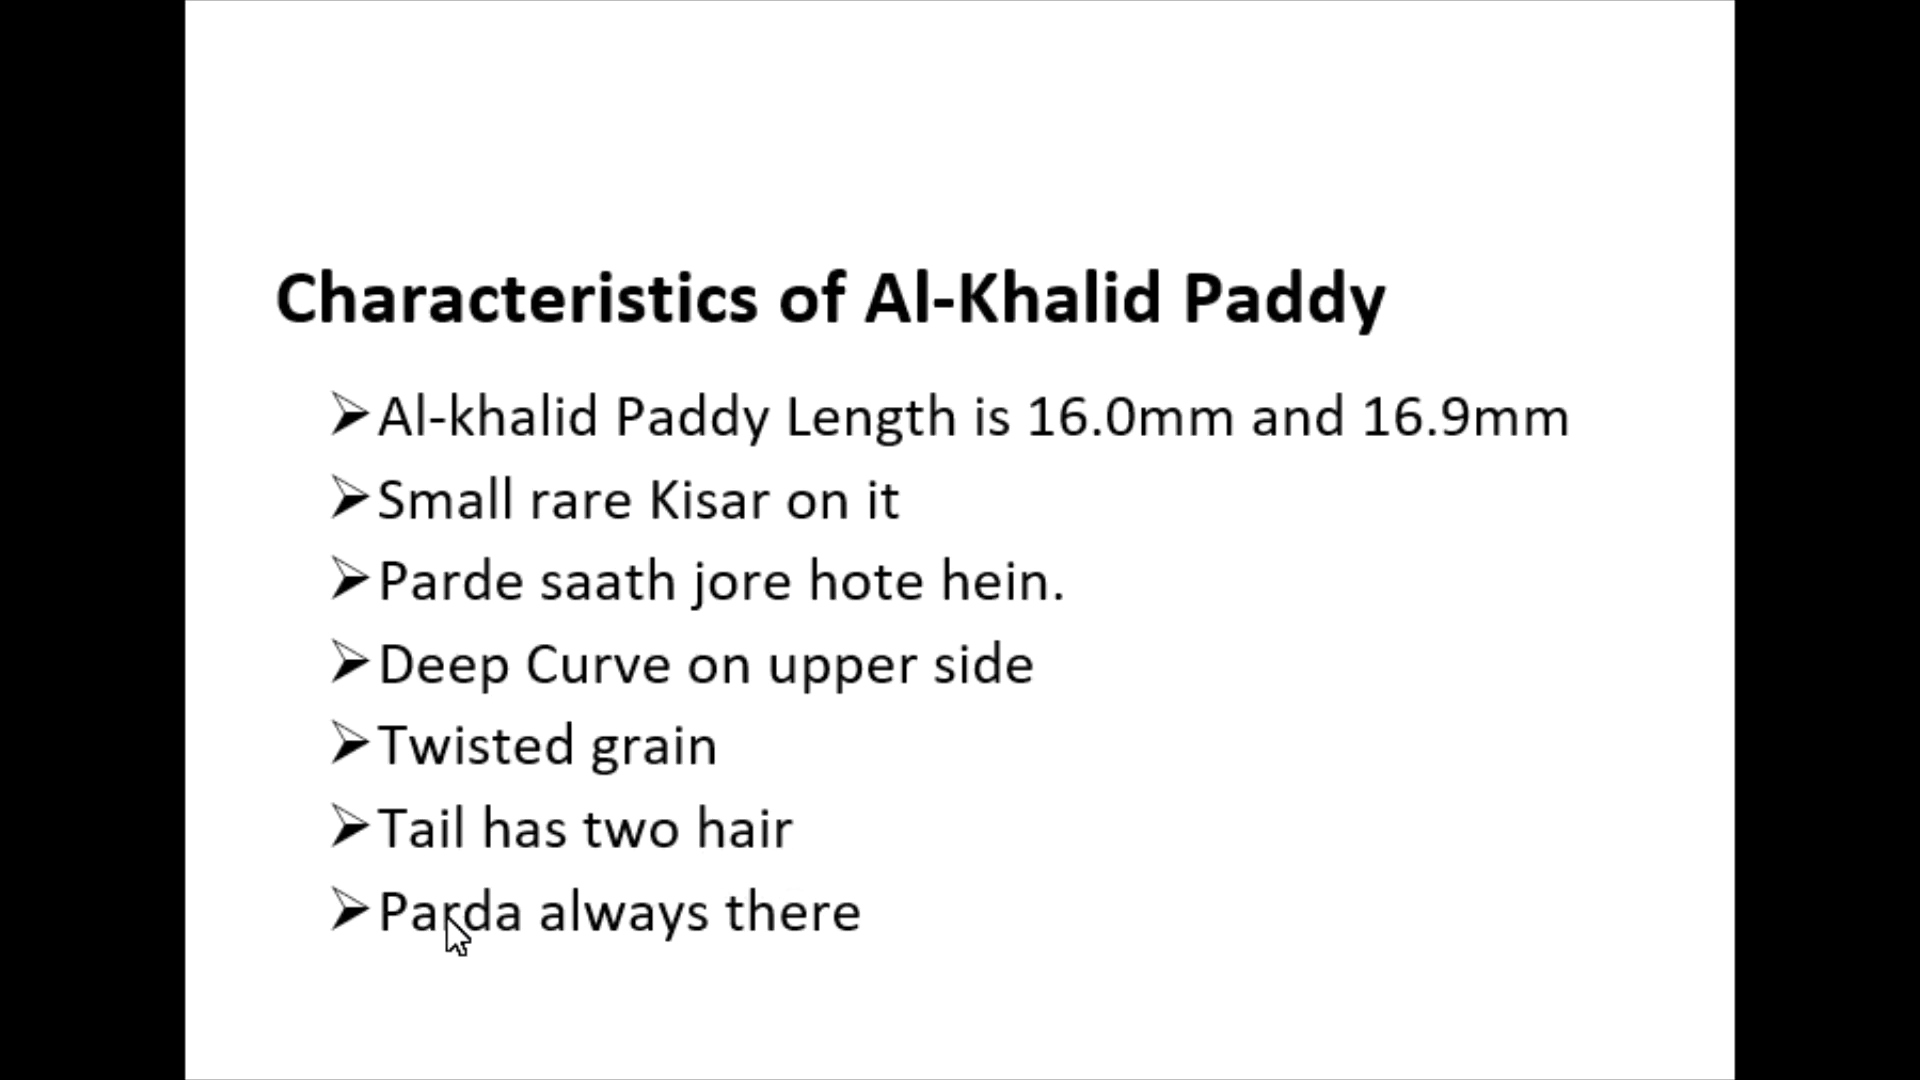 Characteristics of Al-Khalid Paddy
Al-khalid Paddy Length is 16.0mm and 16.9mm
Small rare Kisar on it
Parde saath jore hote hein.
Deep Curve on upper side
Twisted grain
Tail has two hair
Parda always there